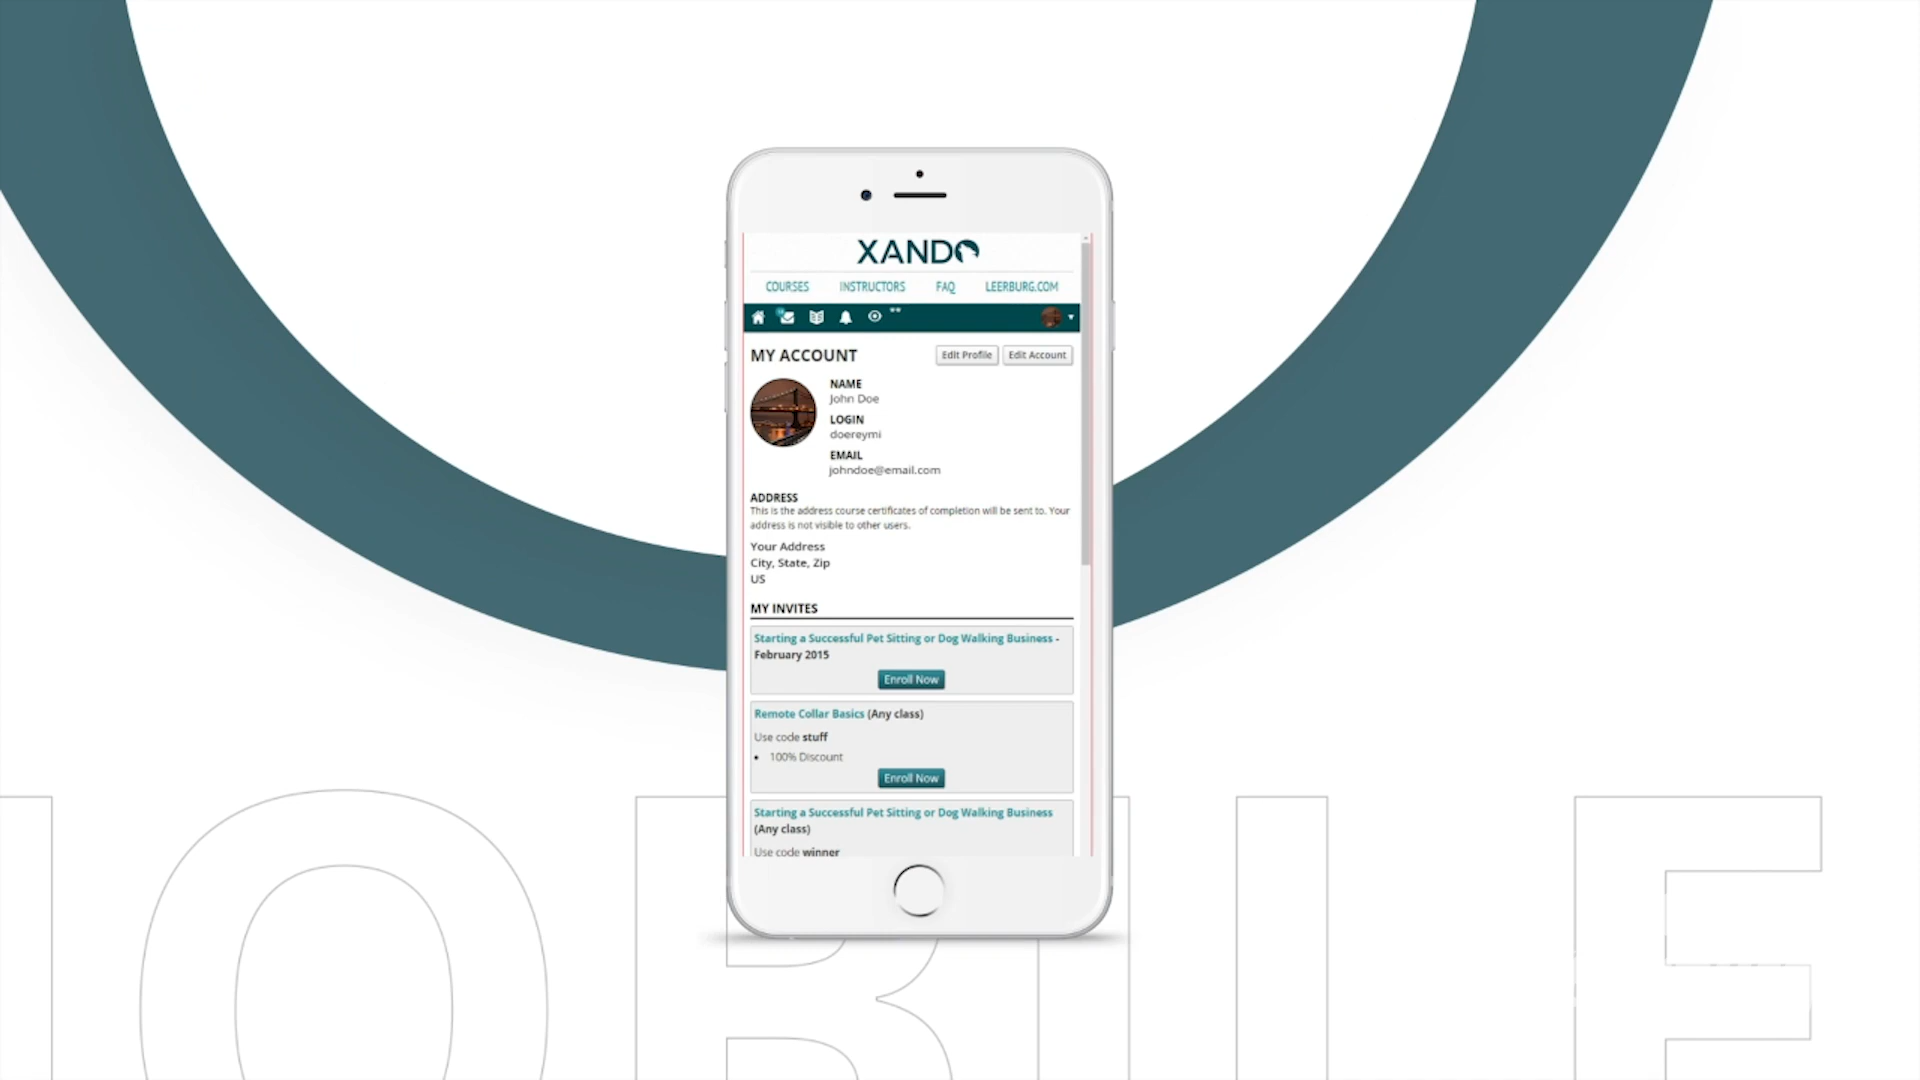 XANDO
COURSES INSTRUCTORS FAQ LEERBURG.COM
MY ACCOUNT Edit Profile Edit Account
NAME
John Doe
LOGIN
doereymi
EMAIL
johndoe@email.com
ADDRESS
This is the address course certificates of completion will be sent to. Your
address is not visible to other users.
Your Address
City, State, Zip
US
MY INVITES
Starting a Successful Pet Sitting or Dog Walking Business -
February 2015
Enroll Now
Remote Collar Basics (Any class)
Use code stuff
• 100% Discount
Enroll Now
Starting a Successful Pet Sitting or Dog Walking Business
(Any class)
Use code winner
MOBILE